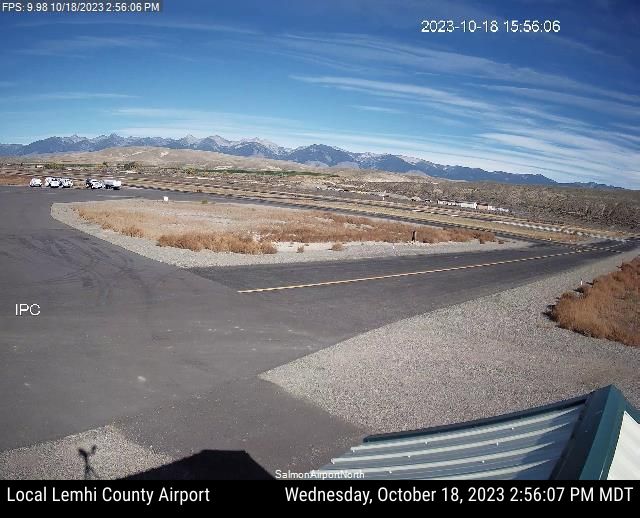 FPS: 9.98 10/18/2023 2:56:06 PM
2023-10-18 15:56:06
IPC
SalmonAirportNorth
Local Lemhi County Airport Wednesday, October 18, 2023 2:56:07 PM MDT